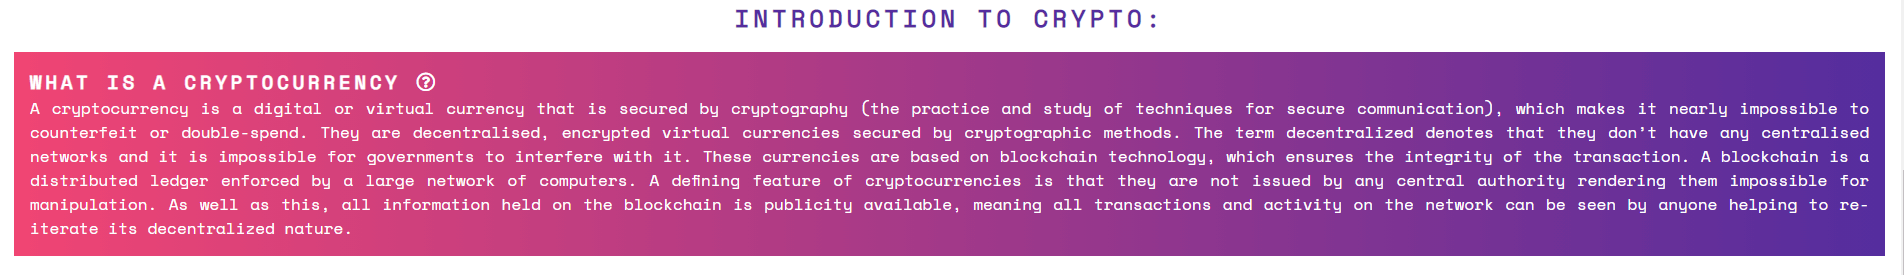 INTRODUCTION TO CRYPTO:
WHAT IS A CRYPTOCURRENCY
A cryptocurrency is a digital or virtual currency that is secured by cryptography (the practice and study of techniques for secure communication), which makes it nearly impossible to
counterfeit or double-spend. They are decentralised, encrypted virtual currencies secured by cryptographic methods. The term decentralized denotes that they don't have any centralised
networks and it is impossible for governments to interfere with it. These currencies are based on blockchain technology, which ensures the integrity of the transaction. A blockchain is a
distributed ledger enforced by a large network of computers. A defining feature of cryptocurrencies is that they are not issued by any central authority rendering them impossible for
manipulation. As well as this, all information held on the blockchain is publicity available, meaning all transactions and activity on the network can be seen by anyone helping to re-
iterate its decentralized nature.